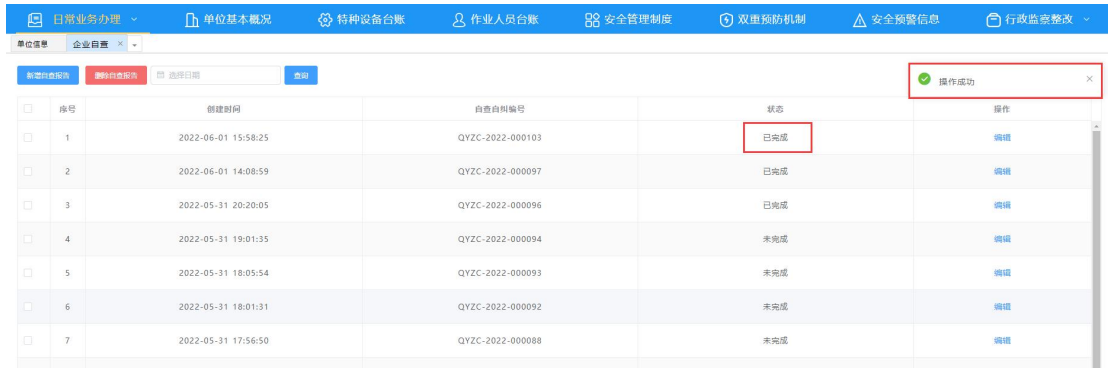 日常业务办理 单位基本概况 特种设备台账 作业人员台账 安全管理制度 双重预防机制 安全预警信息 行政监察整改
单位信息 企业自查 ×
新增自查报告 删除自查报告 选择日期 查询 操作成功 ×
序号 创建时间 自查自纠编号 状态 操作
1 2022-06-01 15:58:25 QYZC-2022-000103 已完成 编辑
2 2022-06-01 14:08:59 QYZC-2022-000097 已完成 编辑
3 2022-05-31 20:20:05 QYZC-2022-000096 已完成 编辑
4 2022-05-31 19:01:35 QYZC-2022-000094 未完成 编辑
5 2022-05-31 18:05:54 QYZC-2022-000093 未完成 编辑
6 2022-05-31 18:01:31 QYZC-2022-000092 未完成 编辑
7 2022-05-31 17:56:50 QYZC-2022-000088 未完成 编辑